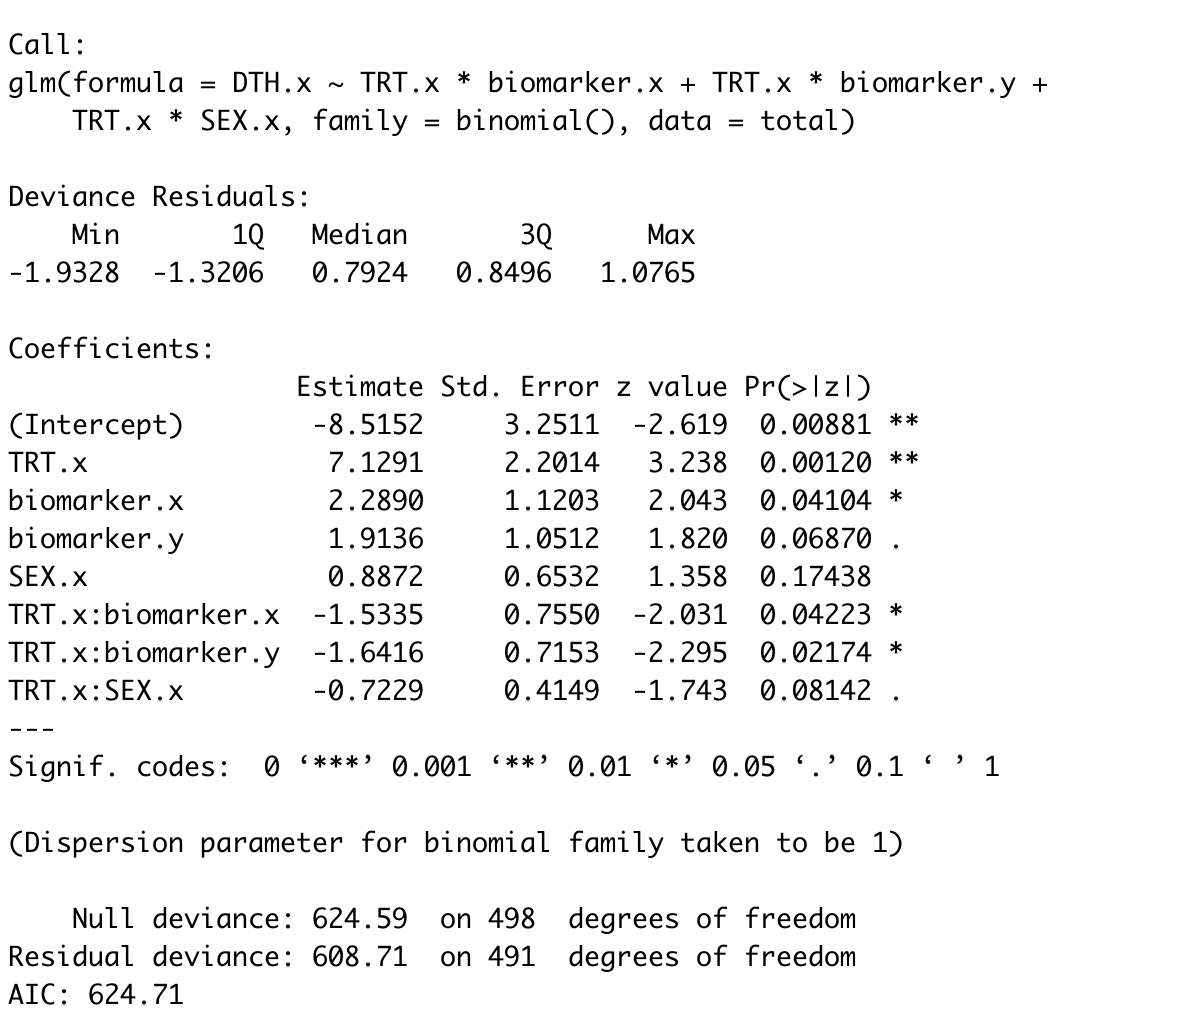 Call:
glm(formula = DTH.x ~ TRT.x * biomarker.x + TRT.x * biomarker.y +
    TRT.x * SEX.x, family = binomial(), data = total)

Deviance Residuals:
    Min       1Q   Median       3Q      Max
-1.9328  -1.3206   0.7924   0.8496   1.0765

Coefficients:
                  Estimate Std. Error z value Pr(>|z|)
(Intercept)        -8.5152     3.2511  -2.619  0.00881 **
TRT.x               7.1291     2.2014   3.238  0.00120 **
biomarker.x         2.2890     1.1203   2.043  0.04104 *
biomarker.y         1.9136     1.0512   1.820  0.06870 .
SEX.x               0.8872     0.6532   1.358  0.17438
TRT.x:biomarker.x  -1.5335     0.7550  -2.031  0.04223 *
TRT.x:biomarker.y  -1.6416     0.7153  -2.295  0.02174 *
TRT.x:SEX.x        -0.7229     0.4149  -1.743  0.08142 .
---
Signif. codes:  0 ‘***’ 0.001 ‘**’ 0.01 ‘*’ 0.05 ‘.’ 0.1 ‘ ’ 1

(Dispersion parameter for binomial family taken to be 1)

    Null deviance: 624.59  on 498  degrees of freedom
Residual deviance: 608.71  on 491  degrees of freedom
AIC: 624.71